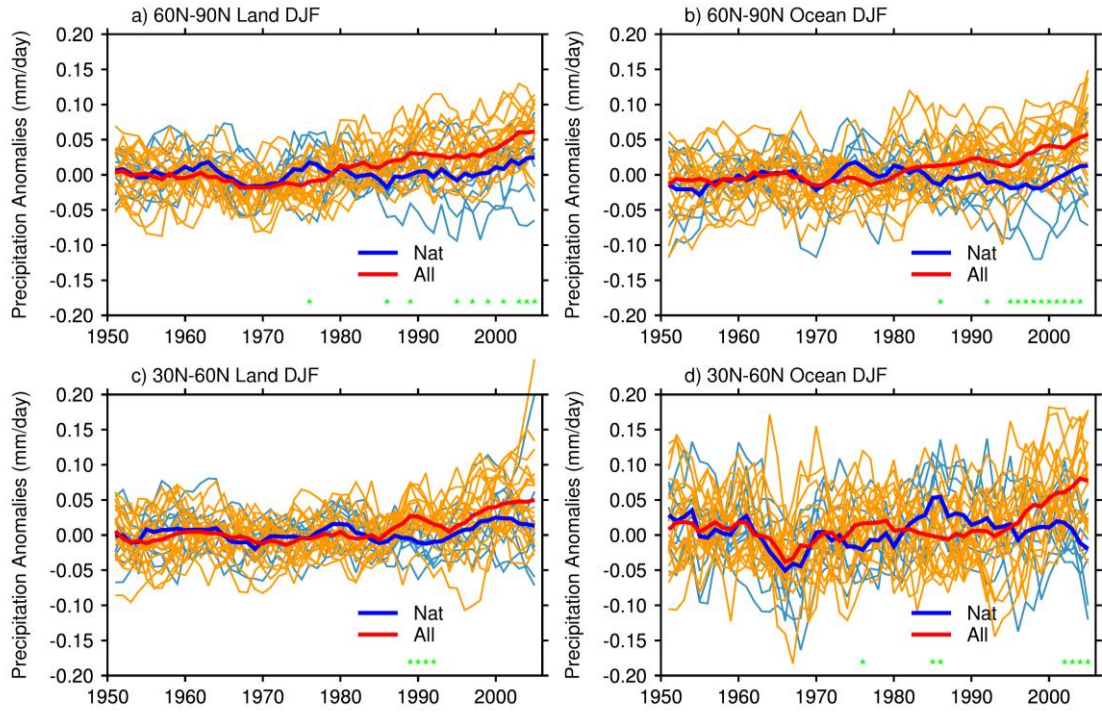 a) 60N-90N Land DJF
Precipitation Anomalies (mm/day)
0.20
0.15
0.10
0.05
0.00
-0.05
-0.10
-0.15
-0.20
Nat
All
1950 1960 1970 1980 1990 2000
b) 60N-90N Ocean DJF
Precipitation Anomalies (mm/day)
0.20
0.15
0.10
0.05
0.00
-0.05
-0.10
-0.15
-0.20
Nat
All
1950 1960 1970 1980 1990 2000
c) 30N-60N Land DJF
Precipitation Anomalies (mm/day)
0.20
0.15
0.10
0.05
0.00
-0.05
-0.10
-0.15
-0.20
Nat
All
1950 1960 1970 1980 1990 2000
d) 30N-60N Ocean DJF
Precipitation Anomalies (mm/day)
0.20
0.15
0.10
0.05
0.00
-0.05
-0.10
-0.15
-0.20
Nat
All
1950 1960 1970 1980 1990 2000